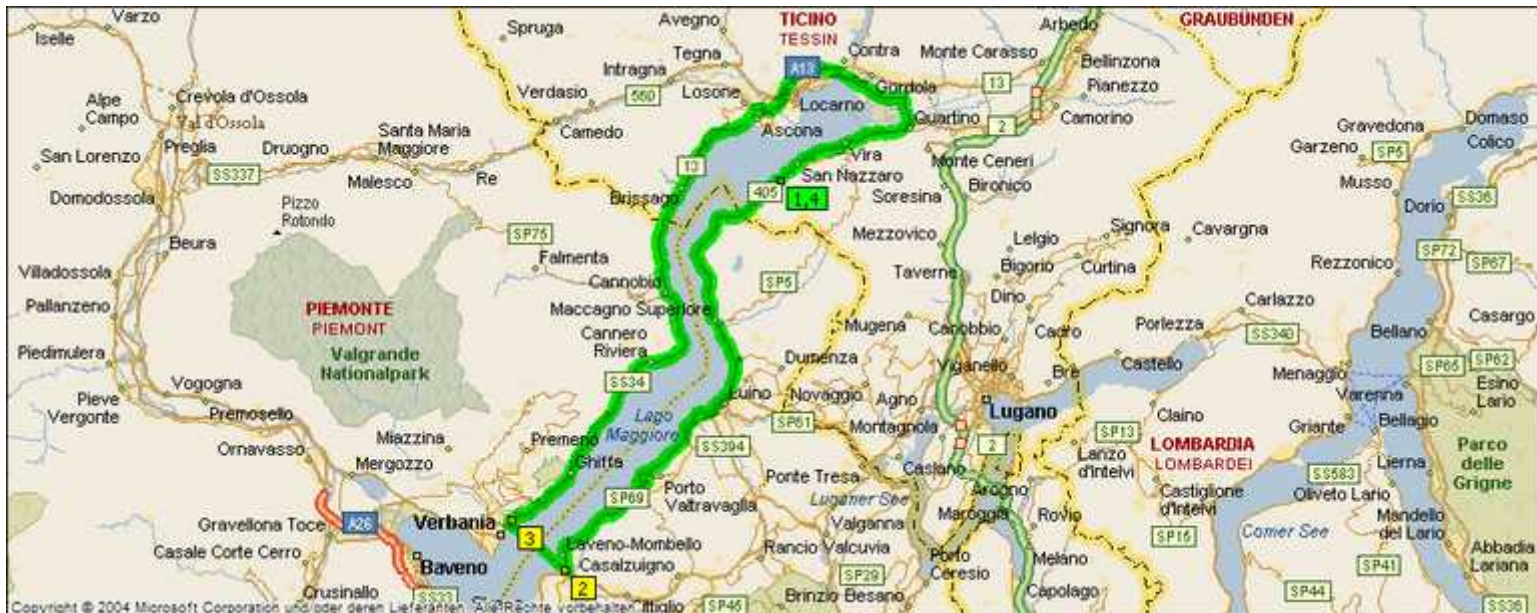 Iselle
Varzo
Spruga
Avegno
TICINO
TESSIN
Contra
Monte Carasso
Arbedo
GRAUBÜNDEN
Tegna
Intragna
A13
Bellinzona
Pianezzo
Gordola
13
Alpe
Campo
Crevola d'Ossola
Val d'Ossola
Verdasio
560
Losone
Locarno
Camorino
Quartino
2
Preglia
Druogno
Santa Maria
Maggiore
Camedo
Ascona
Gravedona
Domaso
Garzeno
SP5
Colico
San Lorenzo
SS337
Malesco
Re
13
Vira
San Nazzaro
Monte Ceneri
Bironico
Soresina
Musso
Domodossola
Pizzo
Rotondo
Brissago
405
1,4
Dorio
SS36
Beura
SP75
Falmenta
Mezzovico
Lelgio
Signora
Cavargna
SP72
SP67
Villadossola
Cannobio
SP5
Taverne
Bigorio
Curtina
Rezzonico
Pallanzeno
PIEMONTE
PIEMONT
Maccagno Superiore
Dino
Carlazzo
Casargo
Valgrande
Nationalpark
Cannero
Riviera
Mugena
Canobbio
Cadro
Porlezza
SS340
Bellano
Piedimulera
Dumenza
Viganello
Castello
SP62
SP65
Pieve
Vergonte
Vogogna
SS34
Luino
Novaggio
Agno
Bre
Menaggio
Varenna
Esino
Lario
Premosello
Lago
Maggiore
SP61
Montagnola
Lugano
Claino
Griante
Bellagio
Ornavasso
Miazzina
Premeno
SS394
2
SP13
LOMBARDIA
LOMBARDEI
Parco
delle
Grigne
Mergozzo
Ghiffa
Ponte Tresa
Caslano
Lanzo
d'Intelvi
SS583
Lierna
SP69
Porto
Valtravaglia
Luganer See
Arogno
Castiglione
d'Intelvi
Oliveto Lario
Gravellona Toce
A26
Verbania
3
Valganna
Maroggia
Rovio
Comer See
Mandello
del Lario
Casale Corte Cerro
Baveno
Laveno-Mombello
Casalzuigno
Rancio Valcuvia
Porto
Ceresio
Melano
SP15
Abbadia
Lariana
Crusinallo
SS33
2
Cittiglio
SP29
Brinzio
Besano
Capolago
SP41
SP44
SP45
SS36
Copyright © 2004 Microsoft Corporation und/oder deren Lieferanten. Alle Rechte vorbehalten.